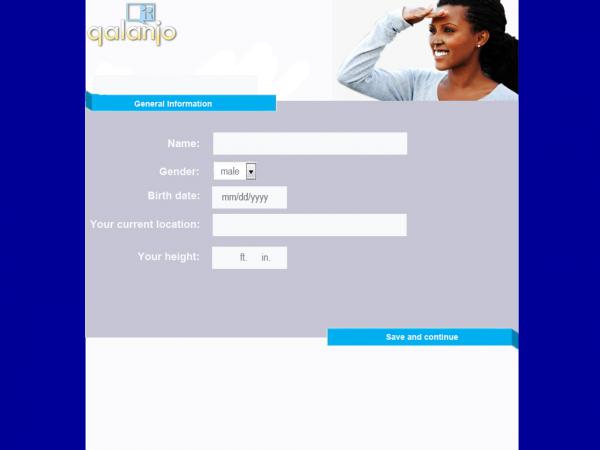 qalanjo
General Information
Name:
Gender: male
Birth date: mm/dd/yyyy
Your current location:
Your height: ft. in.
Save and continue